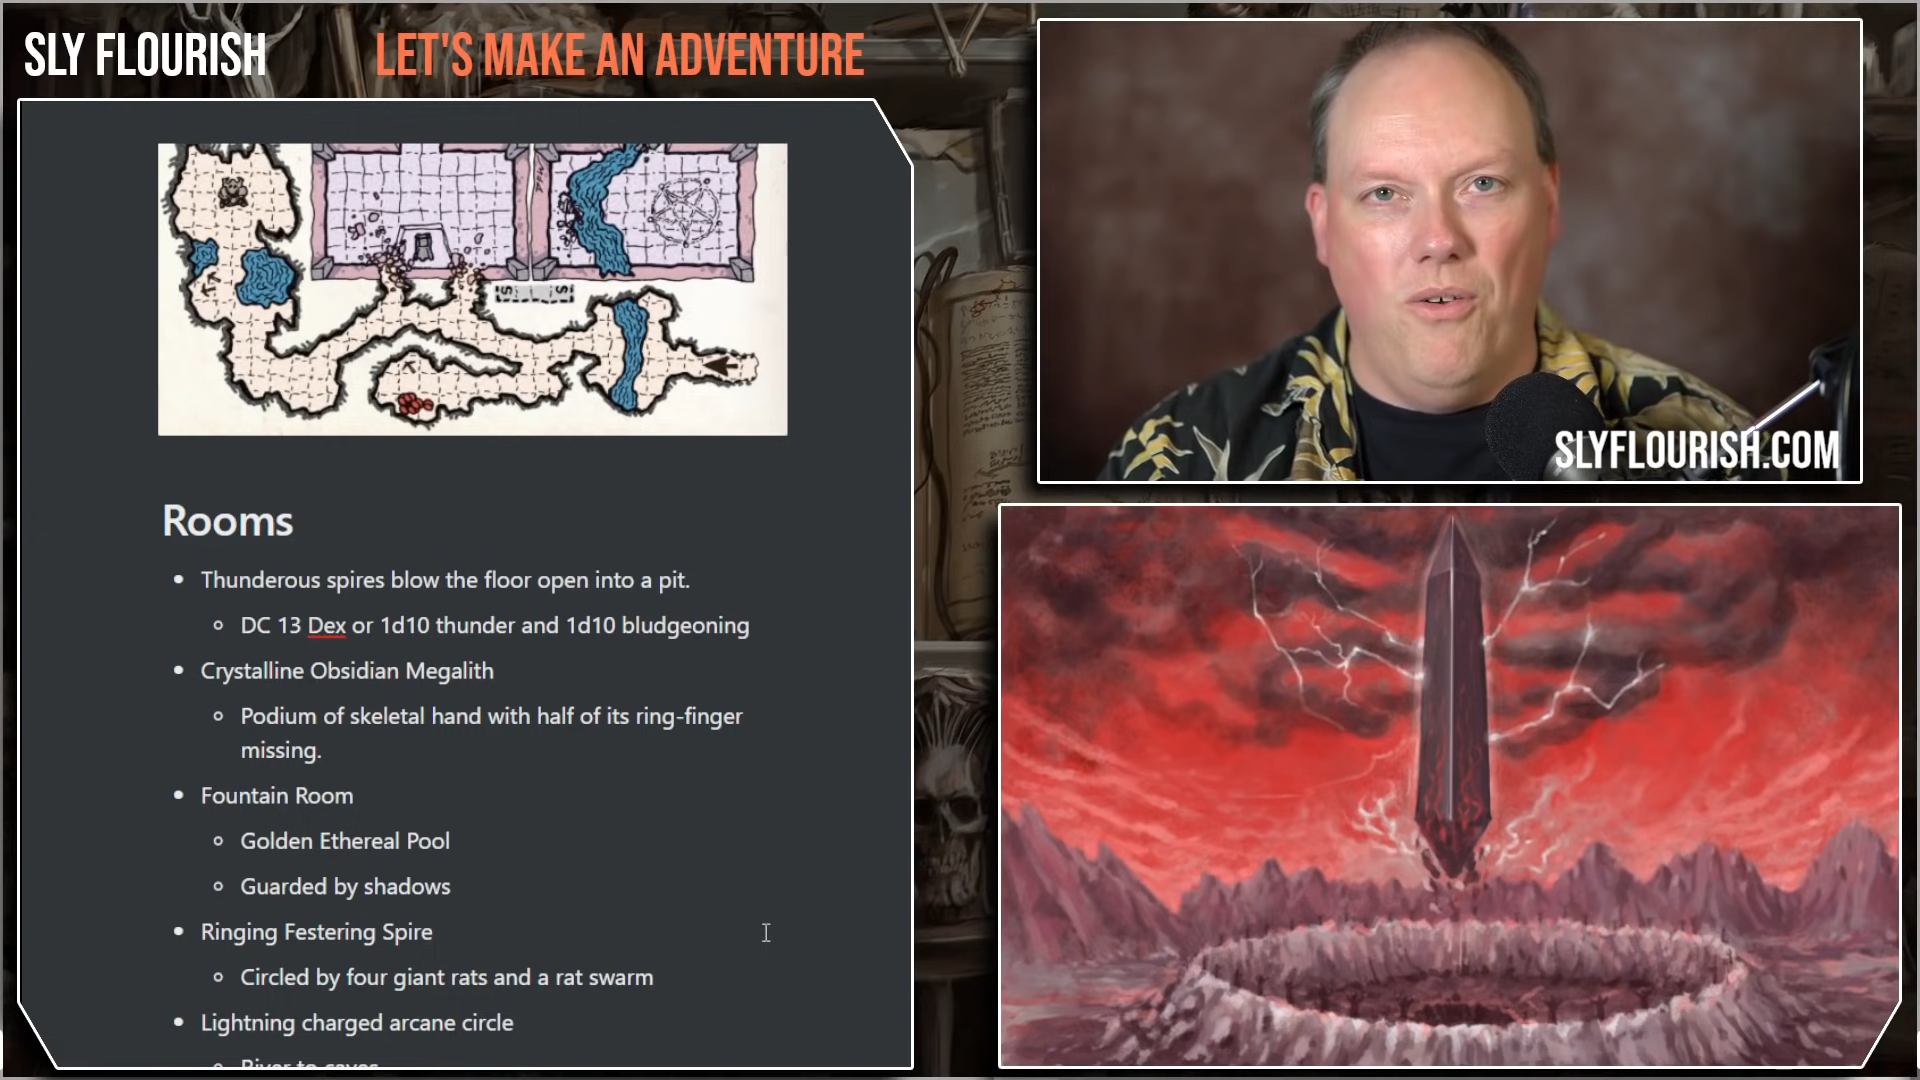 SLY FLOURISH
LET'S MAKE AN ADVENTURE
SLYFLOURISH.COM
S S
Rooms
Thunderous spires blow the floor open into a pit.
DC 13 Dex or 1d10 thunder and 1d10 bludgeoning
Crystalline Obsidian Megalith
Podium of skeletal hand with half of its ring-finger
missing.
Fountain Room
Golden Ethereal Pool
Guarded by shadows
Ringing Festering Spire
Circled by four giant rats and a rat swarm
Lightning charged arcane circle
River to caves